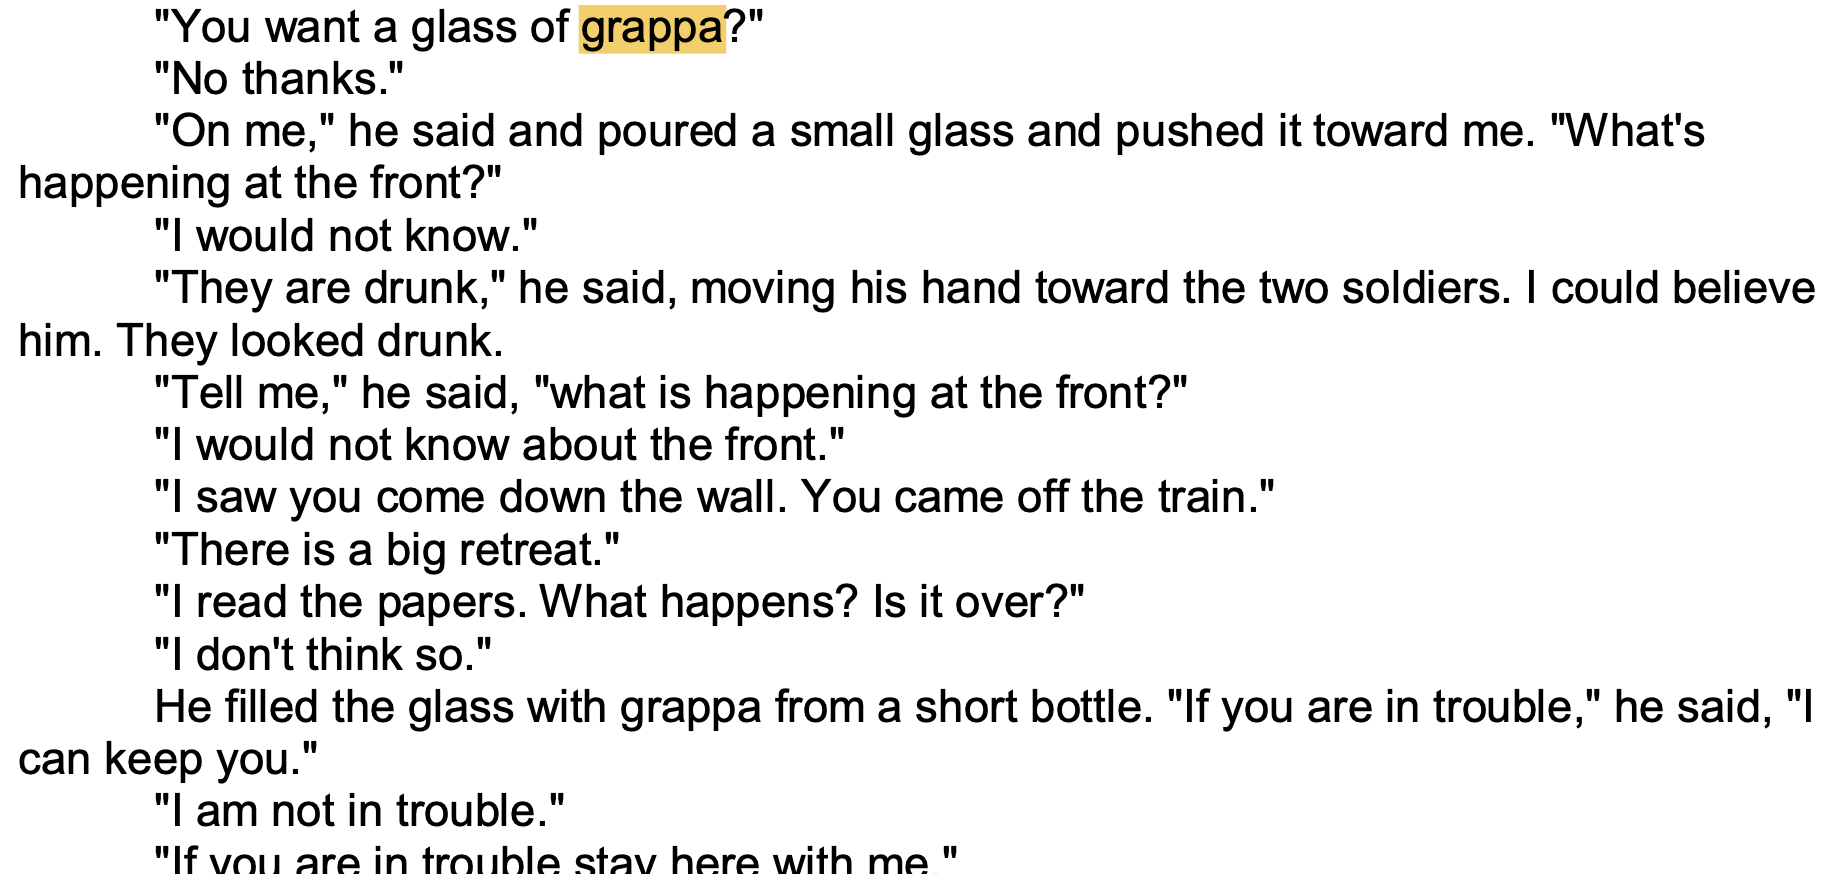 "You want a glass of grappa?"
"No thanks."
"On me," he said and poured a small glass and pushed it toward me. "What's
happening at the front?"
"I would not know."
"They are drunk," he said, moving his hand toward the two soldiers. I could believe
him. They looked drunk.
"Tell me," he said, "what is happening at the front?"
"I would not know about the front."
"I saw you come down the wall. You came off the train."
"There is a big retreat."
"I read the papers. What happens? Is it over?"
"I don't think so."
He filled the glass with grappa from a short bottle. "If you are in trouble," he said, "I
can keep you."
"I am not in trouble."
"If you are in trouble stay here with me."